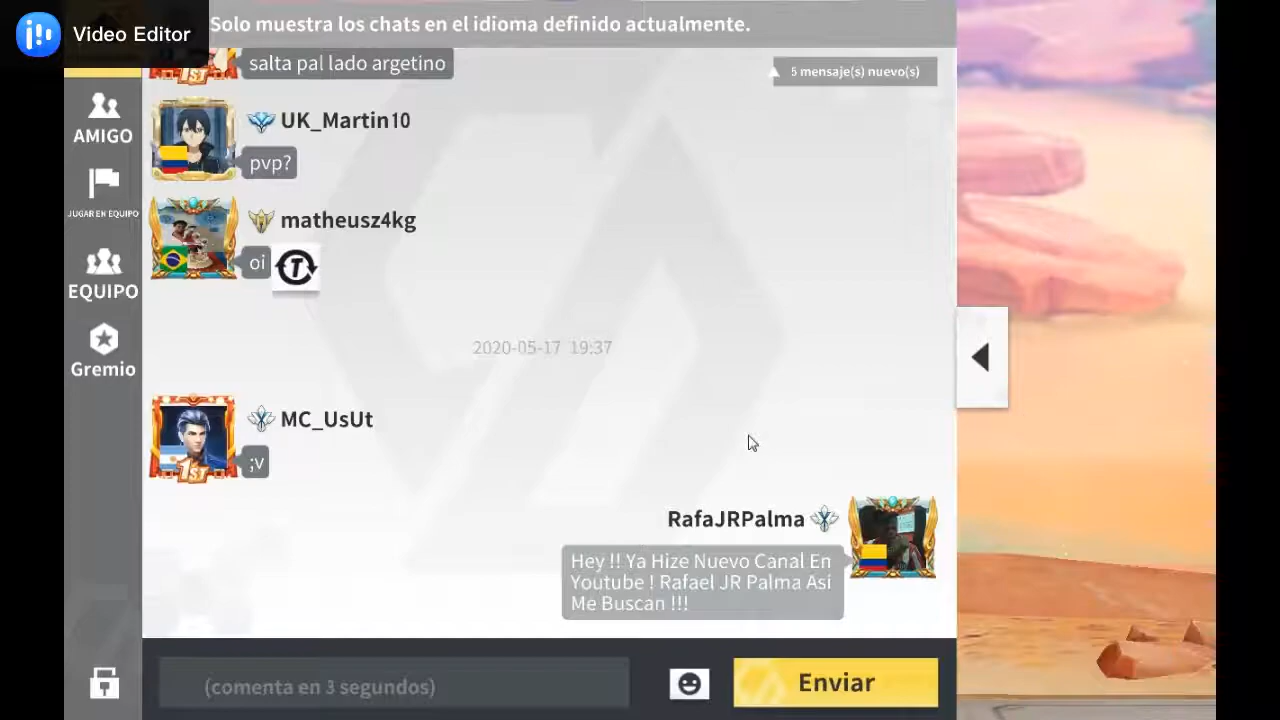 Video Editor
Solo muestra los chats en el idioma definido actualmente.
1ST
salta pal lado argetino
5 mensaje(s) nuevo(s)
AMIGO
UK_Martin10
pvp?
JUGAR EN EQUIPO
matheusz4kg
oi
T
EQUIPO
2020-05-17 19:37
Gremio
MC_UsUt
1ST
;v
RafaJRPalma
Hey !! Ya Hize Nuevo Canal En
Youtube ! Rafael JR Palma Asi
Me Buscan !!!
(comenta en 3 segundos)
Enviar